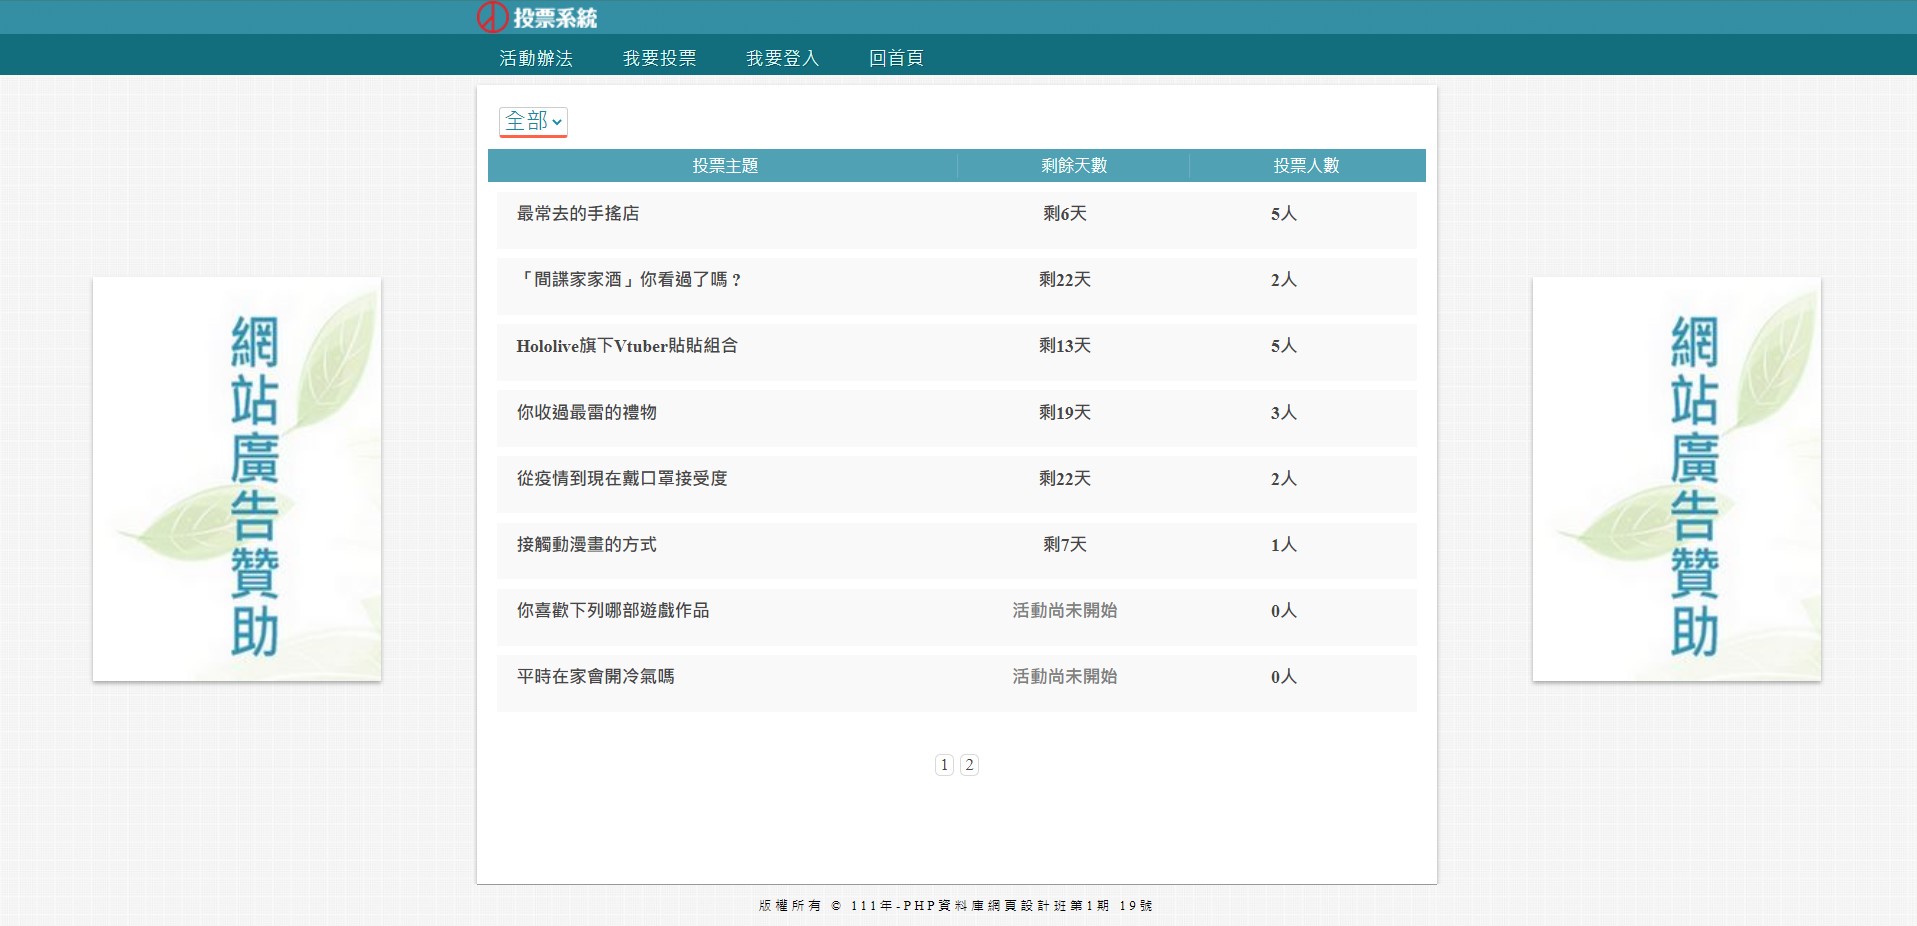 投票系統
活動辦法 我要投票 我要登入 回首頁
全部
投票主題 剩餘天數 投票人數
最常去的手搖店 剩6天 5人
「間諜家家酒」你看過了嗎？ 剩22天 2人
Hololive旗下Vtuber貼貼組合 剩13天 5人
你收過最雷的禮物 剩19天 3人
從疫情到現在戴口罩接受度 剩22天 2人
接觸動漫畫的方式 剩7天 1人
你喜歡下列哪部遊戲作品 活動尚未開始 0人
平時在家會開冷氣嗎 活動尚未開始 0人
1 2
網站廣告贊助
網站廣告贊助
版權所有 © 111年-PHP資料庫網頁設計班第1期 19號